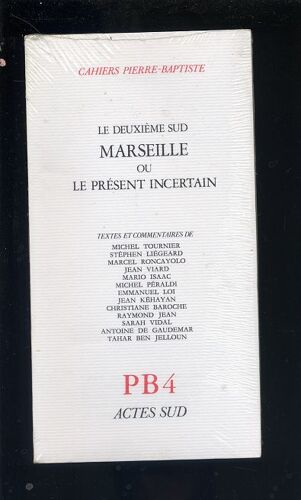 CAHIERS PIERRE-BAPTISTE
LE DEUXIÈME SUD
MARSEILLE
OU
LE PRÉSENT INCERTAIN
TEXTES ET COMMENTAIRES DE
MICHEL TOURNIER
STÉPHEN LIÉGEARD
MARCEL RONCAYOLO
JEAN VIARD
MARIO ISAAC
MICHEL PÉRALDI
EMMANUEL LOI
JEAN KÉHAYAN
CHRISTIANE BAROCHE
RAYMOND JEAN
SARAH VIDAL
ANTOINE DE GAUDEMAR
TAHAR BEN JELLOUN
PB4
ACTES SUD